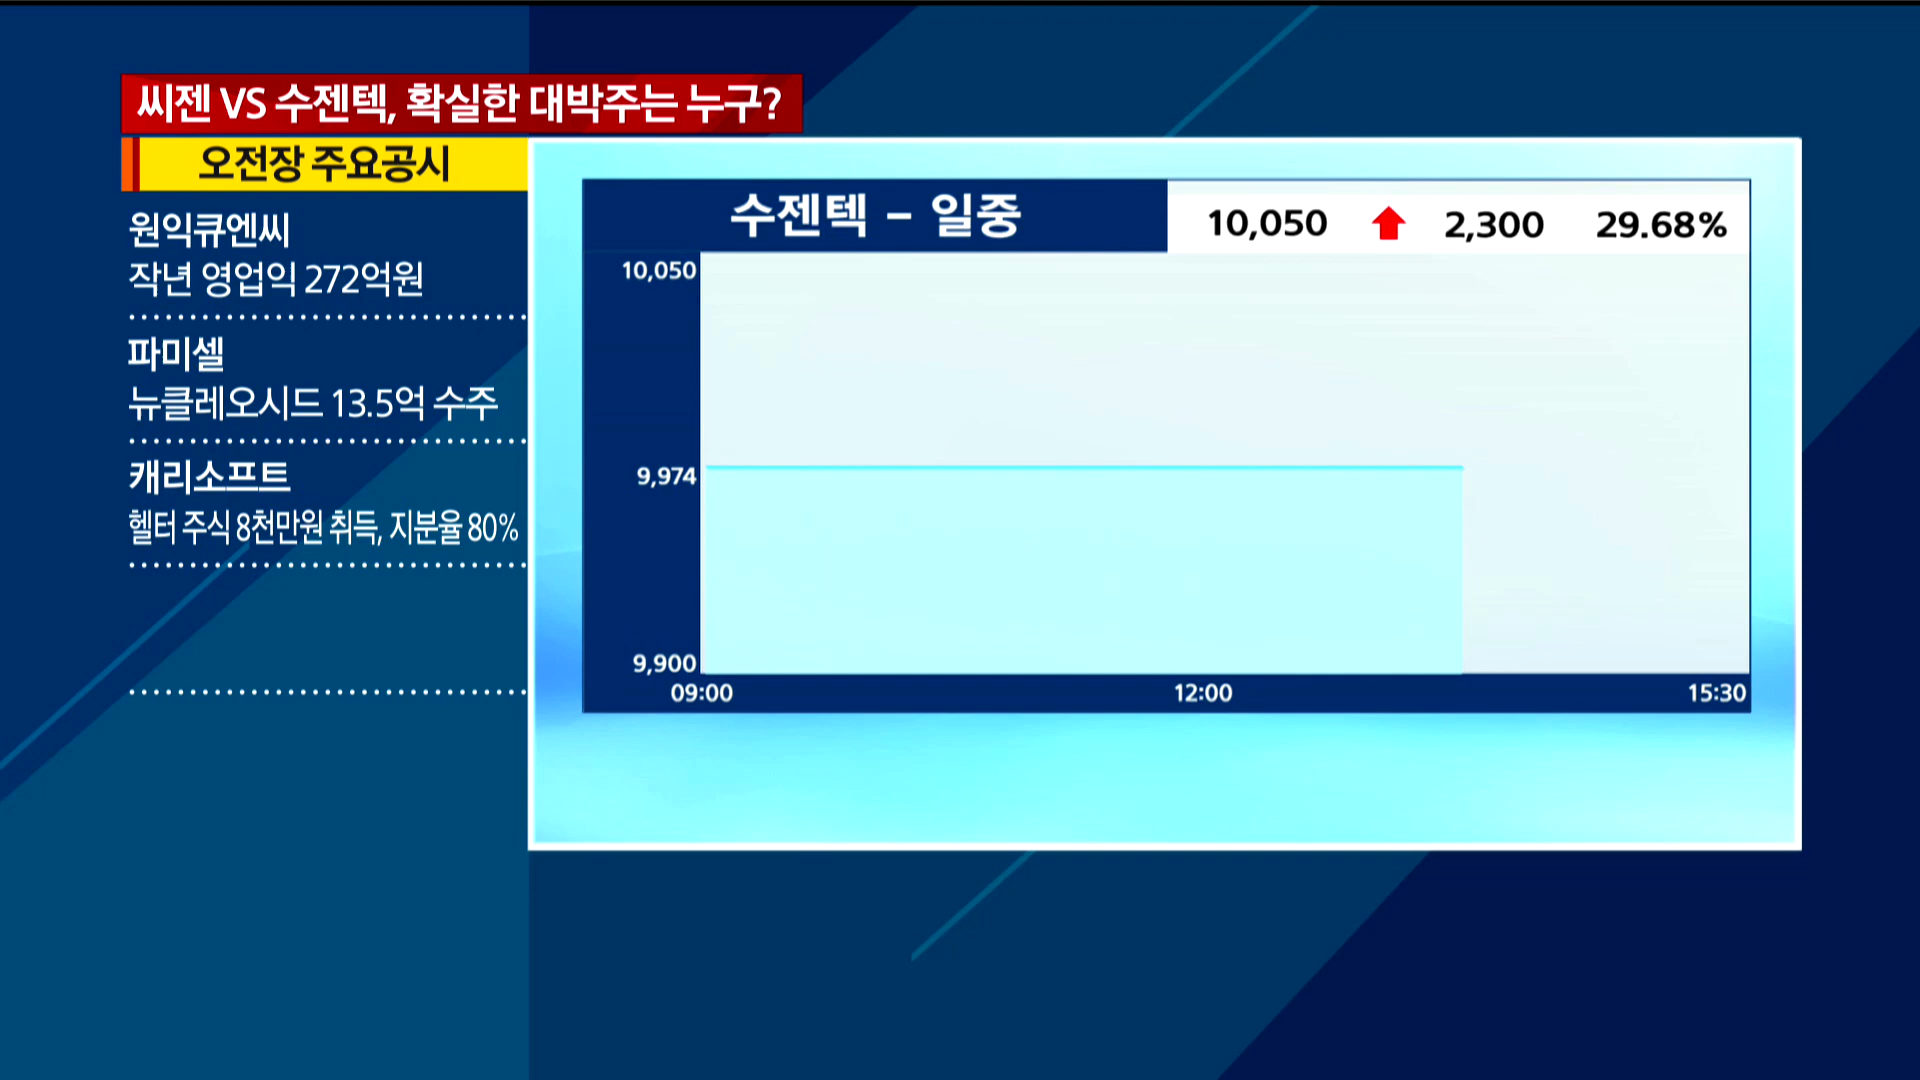 씨젠 VS 수젠텍, 확실한 대박주는 누구?
오전장 주요공시
원익큐엔씨
작년 영업익 272억원
파미셀
뉴클레오시드 13.5억 수주
캐리소프트
헬터 주식 8천만원 취득, 지분율 80%
수젠텍 - 일중
10,050 2,300 29.68%
10,050
9,974
9,900
09:00 12:00 15:30